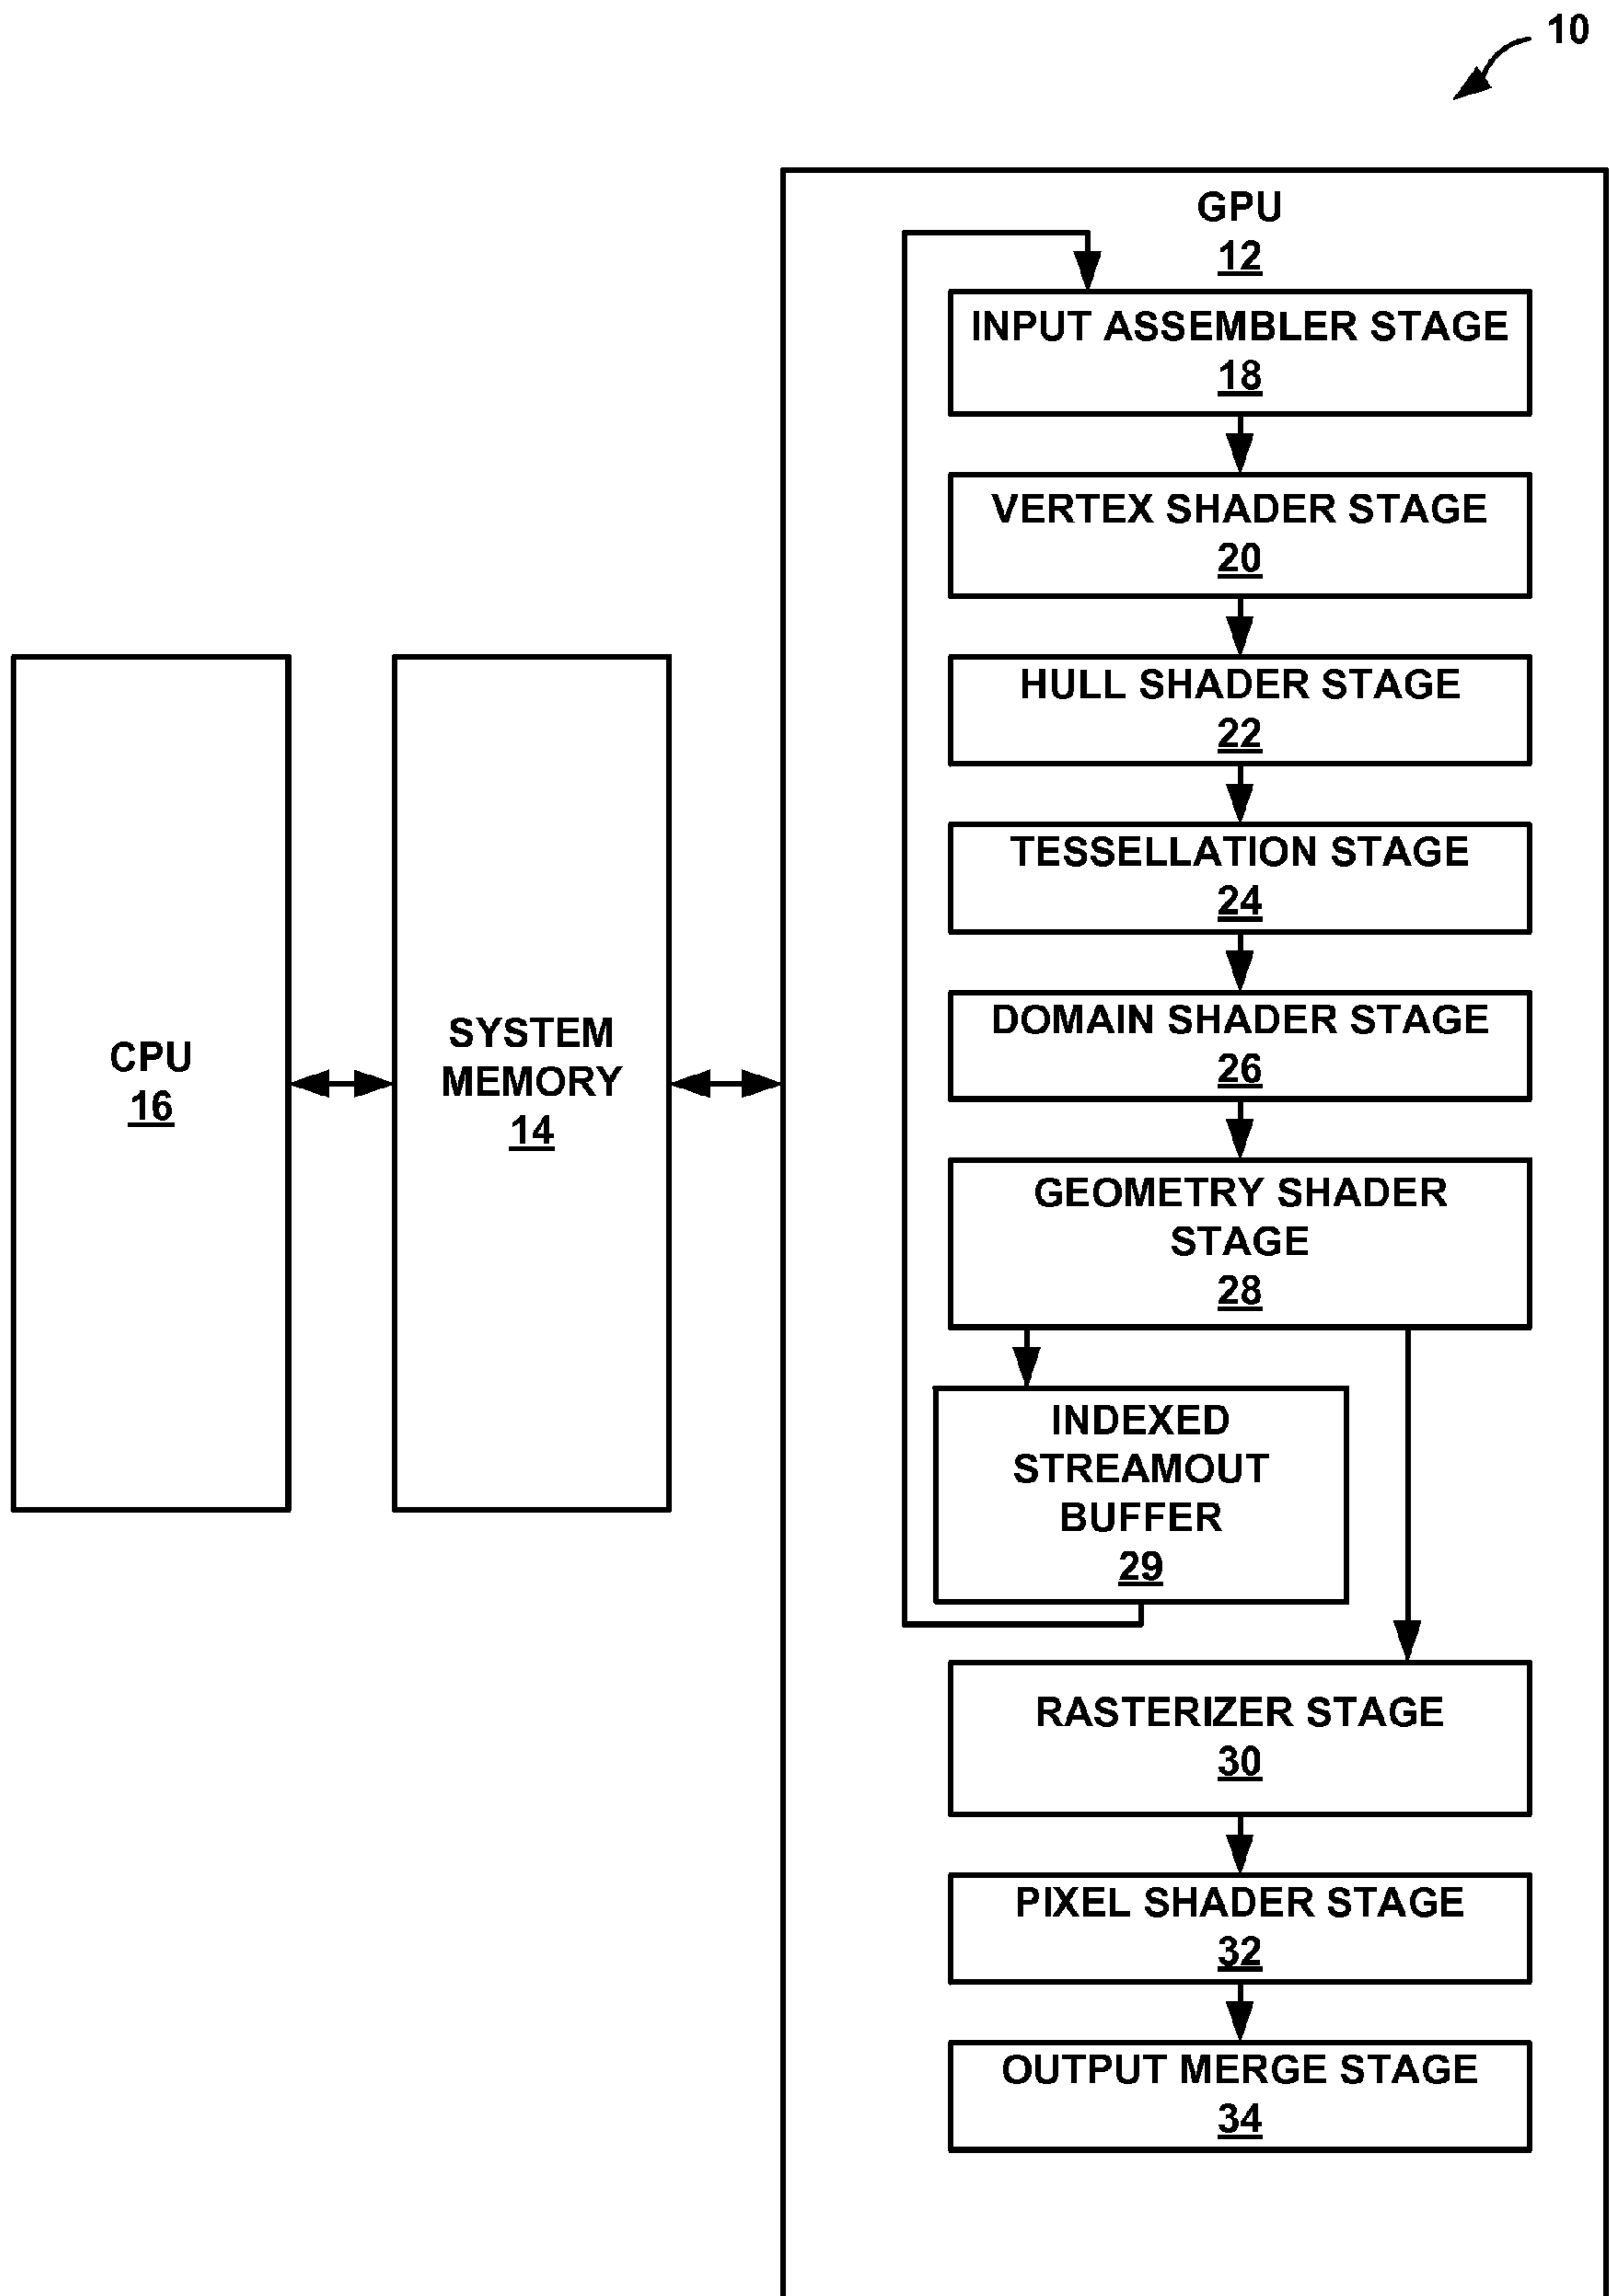 10
GPU
12
INPUT ASSEMBLER STAGE
18
VERTEX SHADER STAGE
20
HULL SHADER STAGE
22
TESSELLATION STAGE
24
DOMAIN SHADER STAGE
26
GEOMETRY SHADER
STAGE
28
INDEXED
STREAMOUT
BUFFER
29
RASTERIZER STAGE
30
PIXEL SHADER STAGE
32
OUTPUT MERGE STAGE
34
CPU
16
SYSTEM
MEMORY
14